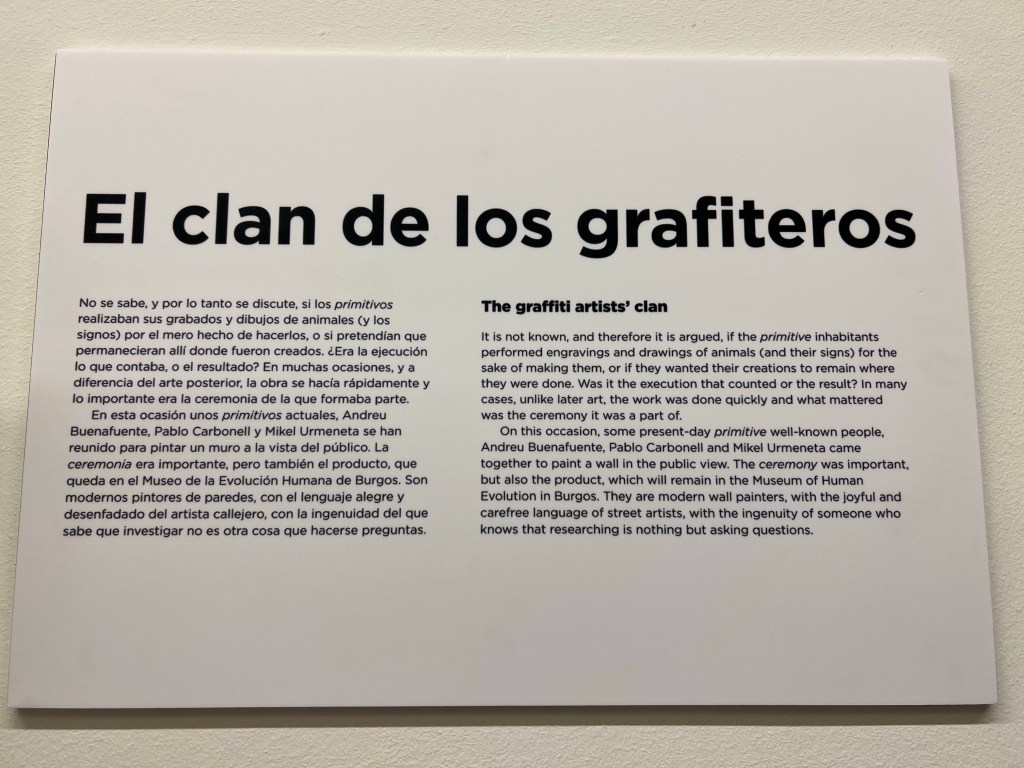 El clan de los grafiteros
No se sabe, y por lo tanto se discute, si los primitivos
realizaban sus grabados y dibujos de animales (y los
signos) por el mero hecho de hacerlos, o si pretendían que
permanecieran allí donde fueron creados. ¿Era la ejecución
lo que contaba, o el resultado? En muchas ocasiones, y a
diferencia del arte posterior, la obra se hacía rápidamente y
lo importante era la ceremonia de la que formaba parte.
En esta ocasión unos primitivos actuales, Andreu
Buenafuente, Pablo Carbonell y Mikel Urmeneta se han
reunido para pintar un muro a la vista del público. La
ceremonia era importante, pero también el producto, que
queda en el Museo de la Evolución Humana de Burgos. Son
modernos pintores de paredes, con el lenguaje alegre y
desenfadado del artista callejero, con la ingenuidad del que
sabe que investigar no es otra cosa que hacerse preguntas.
The graffiti artists' clan
It is not known, and therefore it is argued, if the primitive inhabitants
performed engravings and drawings of animals (and their signs) for the
sake of making them, or if they wanted their creations to remain where
they were done. Was it the execution that counted or the result? In many
cases, unlike later art, the work was done quickly and what mattered
was the ceremony it was a part of.
On this occasion, some present-day primitive well-known people,
Andreu Buenafuente, Pablo Carbonell and Mikel Urmeneta came
together to paint a wall in the public view. The ceremony was important,
but also the product, which will remain in the Museum of Human
Evolution in Burgos. They are modern wall painters, with the joyful and
carefree language of street artists, with the ingenuity of someone who
knows that researching is nothing but asking questions.